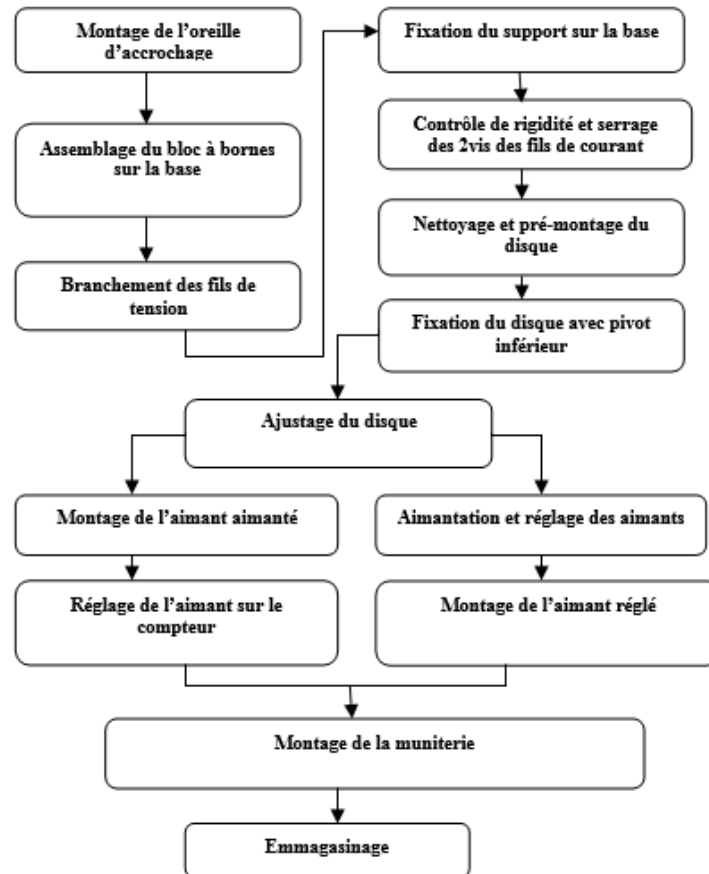 Montage de l’oreille
d’accrochage
Assemblage du bloc à bornes
sur la base
Branchement des fils de
tension
Fixation du support sur la base
Contrôle de rigidité et serrage
des 2vis des fils de courant
Nettoyage et pré-montage du
disque
Fixation du disque avec pivot
inférieur
Ajustage du disque
Montage de l’aimant aimanté
Réglage de l’aimant sur le
compteur
Aimantation et réglage des aimants
Montage de l’aimant réglé
Montage de la muniterie
Emmagasinage